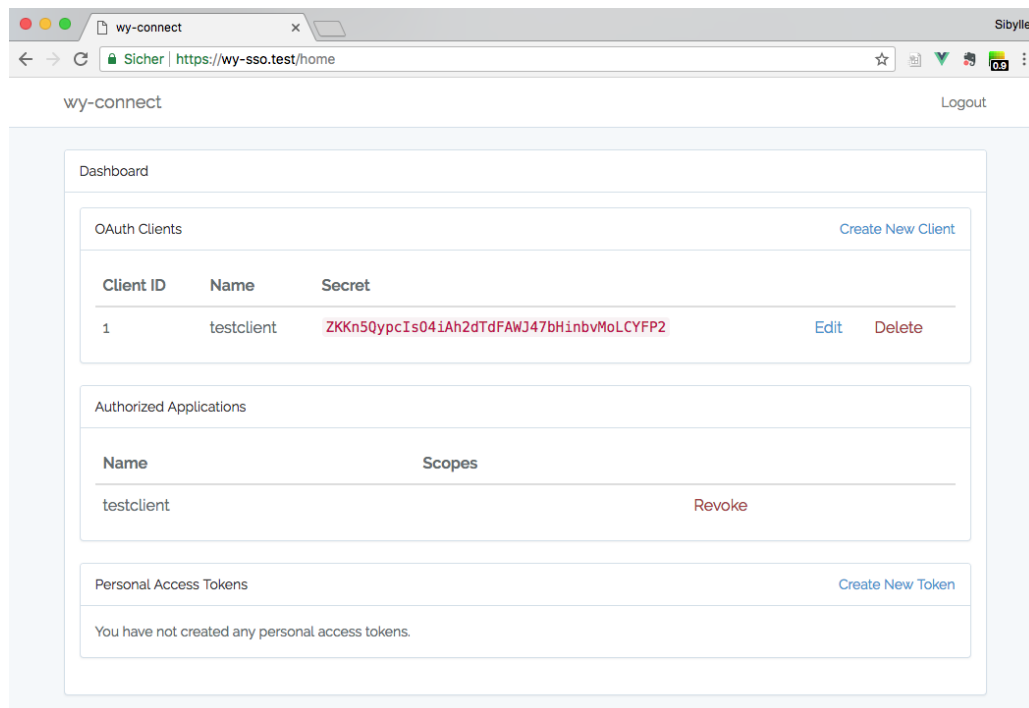 wy-connect
Sibylle
Sicher | https://wy-sso.test/home
0.9
wy-connect Logout
Dashboard
OAuth Clients Create New Client
Client ID Name Secret
1 testclient ZKKn5QypcIsO4iAh2dTdFAWJ47bHinbvMoLCYFP2 Edit Delete
Authorized Applications
Name Scopes
testclient Revoke
Personal Access Tokens Create New Token
You have not created any personal access tokens.